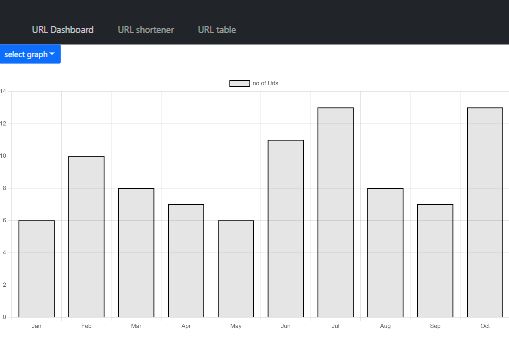 URL Dashboard URL shortener URL table
select graph
no of Urls
14
12
10
8
6
4
2
0
Jan Feb Mar Apr May Jun Jul Aug Sep Oct